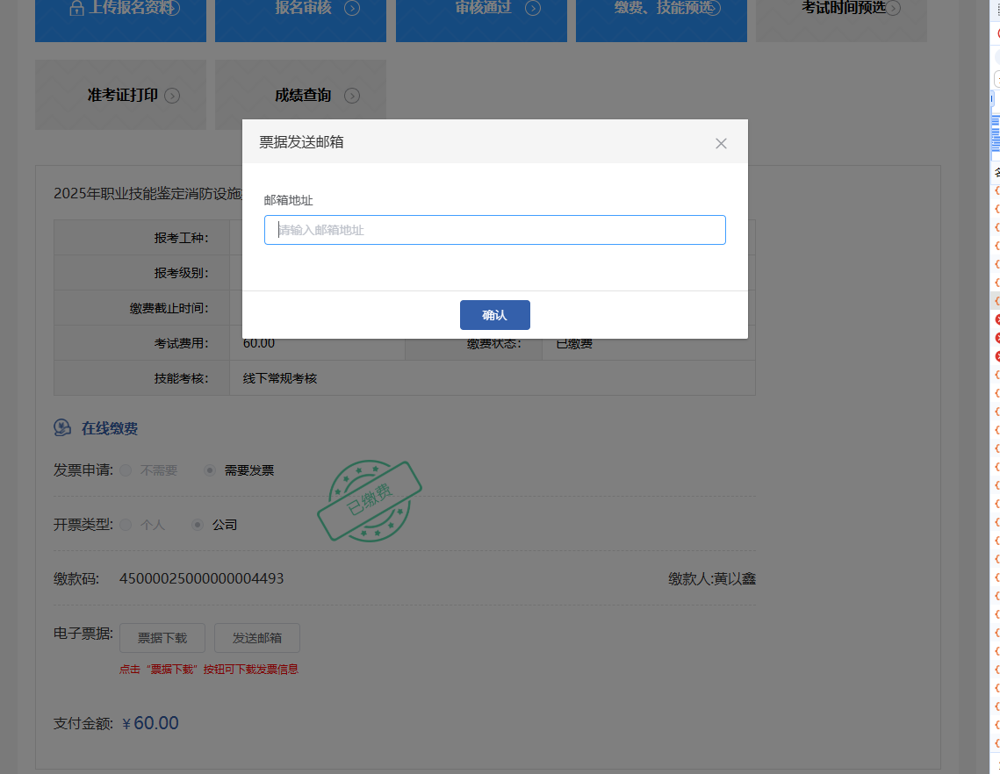 上传报名资料
报名审核
审核通过
缴费、技能预选
考试时间预选
准考证打印
成绩查询
票据发送邮箱
邮箱地址
请输入邮箱地址
确认
2025年职业技能鉴定消防设施
报考工种：
报考级别：
缴费截止时间：
考试费用： 60.00 缴费状态： 已缴费
技能考核： 线下常规考核
在线缴费
发票申请: 不需要 需要发票
已缴费
开票类型: 个人 公司
缴款码: 45000025000000004493 缴款人:黄以鑫
电子票据: 票据下载 发送邮箱
点击“票据下载”按钮可下载发票信息
支付金额: ¥60.00